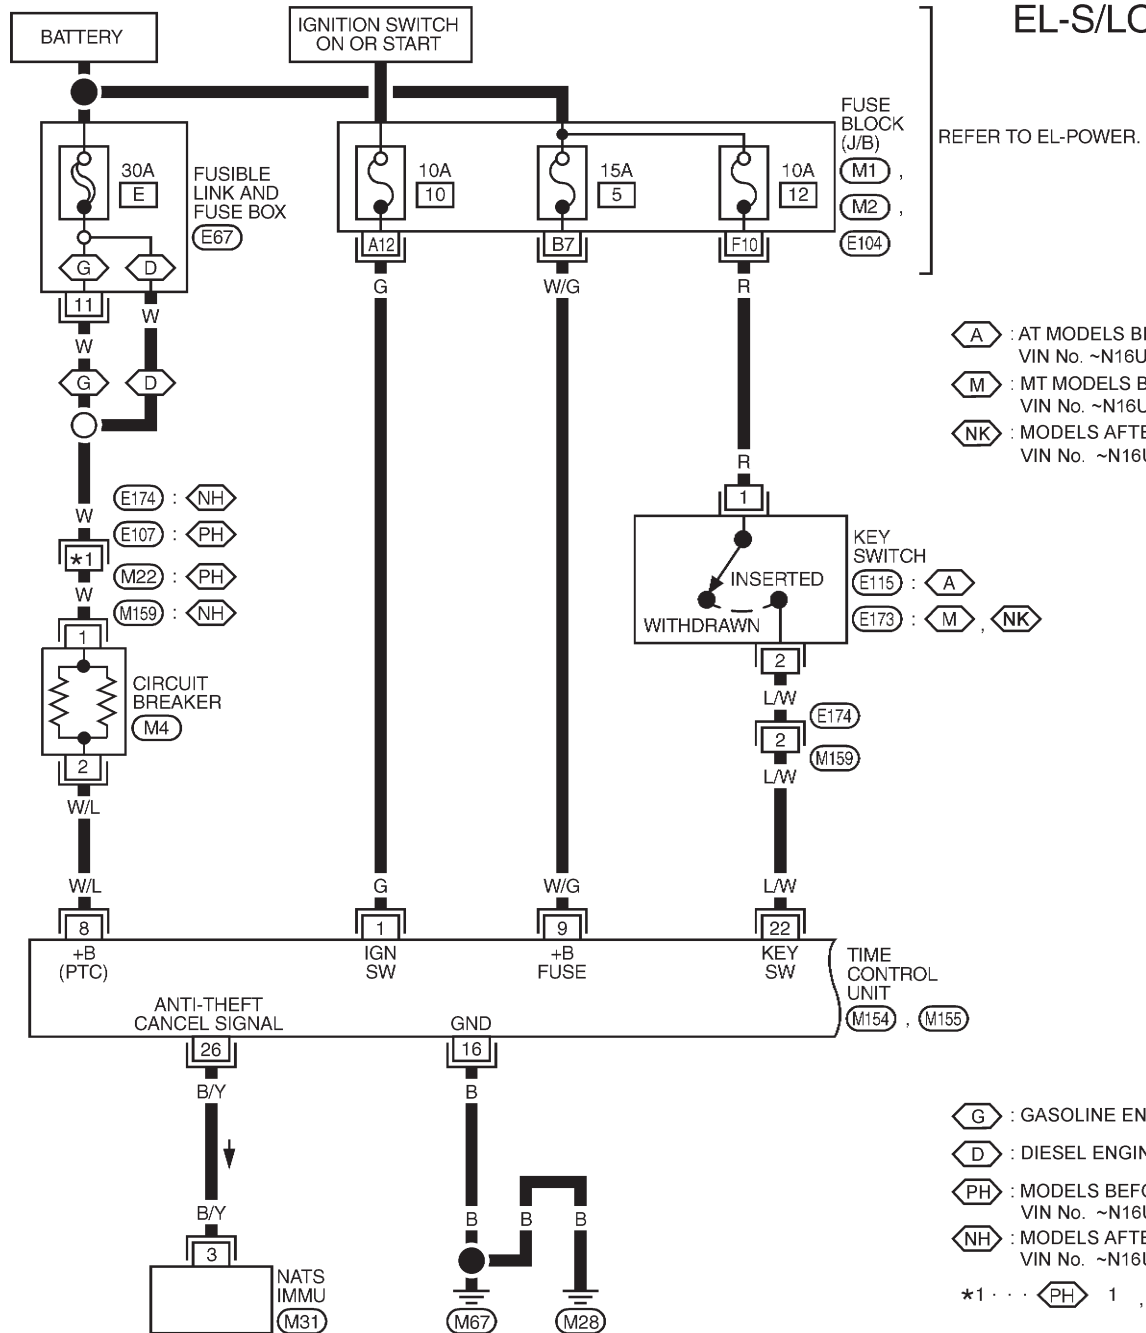 EL-S/LO
BATTERY
IGNITION SWITCH
ON OR START
FUSE
BLOCK
(J/B)
M1 ,
M2 ,
E104
REFER TO EL-POWER.
30A
E
FUSIBLE
LINK AND
FUSE BOX
E67
10A
10
15A
5
10A
12
G D
11
A12 B7 F10
G W/G R
W
W
G D
A : AT MODELS B
VIN No. ~N16U
M : MT MODELS B
VIN No. ~N16U
NK : MODELS AFTE
VIN No. ~N16U
R
1
W
E174 : NH
E107 : PH
*1
W
M22 : PH
M159 : NH
KEY
SWITCH
E115 : A
E173 : M , NK
INSERTED
WITHDRAWN
1
CIRCUIT
BREAKER
M4
2
W/L
2
L/W
E174
2
M159
L/W
W/L G W/G L/W
8 1 9 22
+B
(PTC)
IGN
SW
+B
FUSE
KEY
SW
TIME
CONTROL
UNIT
M154 , M155
ANTI-THEFT
CANCEL SIGNAL
GND
26 16
B/Y B
B/Y B B B
3
NATS
IMMU
M31
M67 M28
G : GASOLINE EN
D : DIESEL ENGIN
PH : MODELS BEFO
VIN No. ~N16U
NH : MODELS AFTE
VIN No. ~N16U
*1 · · · PH 1 ,